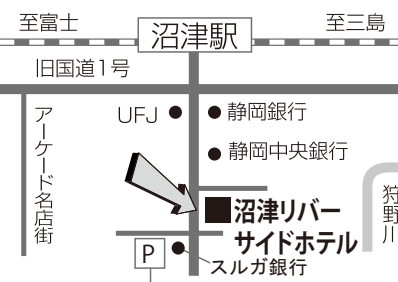 至富士
沼津駅
至三島
旧国道1号
UFJ
静岡銀行
静岡中央銀行
アーケード名店街
狩野川
沼津リバー
サイドホテル
P
スルガ銀行